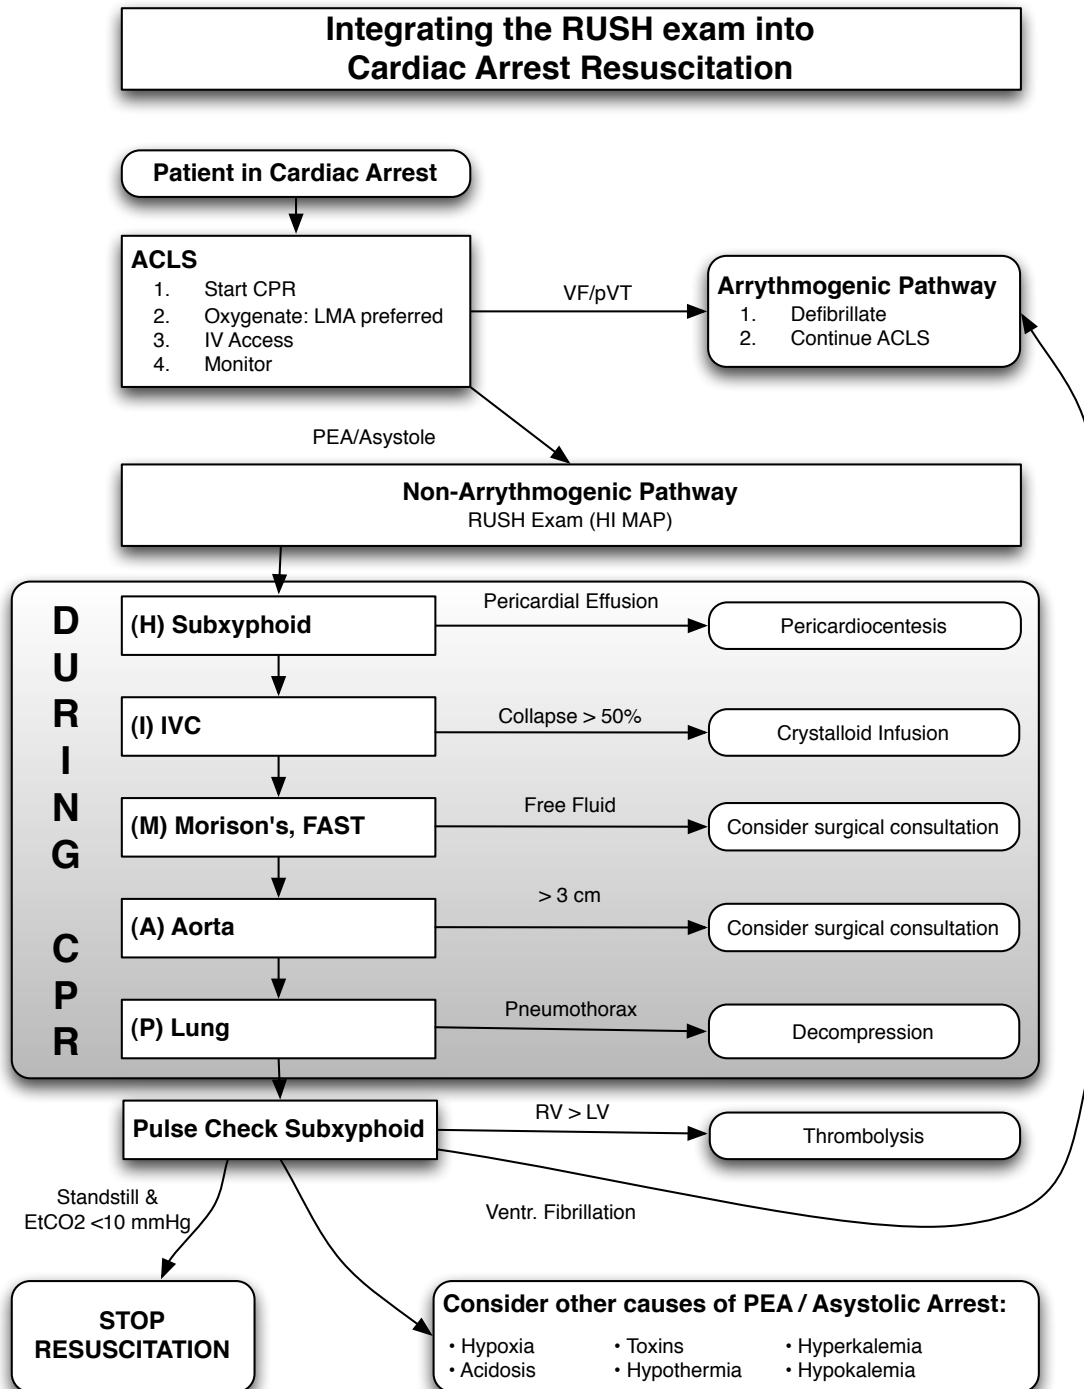 Integrating the RUSH exam into
Cardiac Arrest Resuscitation
Patient in Cardiac Arrest
ACLS
1. Start CPR
2. Oxygenate: LMA preferred
3. IV Access
4. Monitor
VF/pVT
Arrythmogenic Pathway
1. Defibrillate
2. Continue ACLS
PEA/Asystole
Non-Arrythmogenic Pathway
RUSH Exam (HI MAP)
DURING CPR
(H) Subxyphoid
Pericardial Effusion
Pericardiocentesis
(I) IVC
Collapse > 50%
Crystalloid Infusion
(M) Morison's, FAST
Free Fluid
Consider surgical consultation
(A) Aorta
> 3 cm
Consider surgical consultation
(P) Lung
Pneumothorax
Decompression
Pulse Check Subxyphoid
RV > LV
Thrombolysis
Standstill &
EtCO2 <10 mmHg
Ventr. Fibrillation
STOP
RESUSCITATION
Consider other causes of PEA / Asystolic Arrest:
• Hypoxia • Toxins • Hyperkalemia
• Acidosis • Hypothermia • Hypokalemia